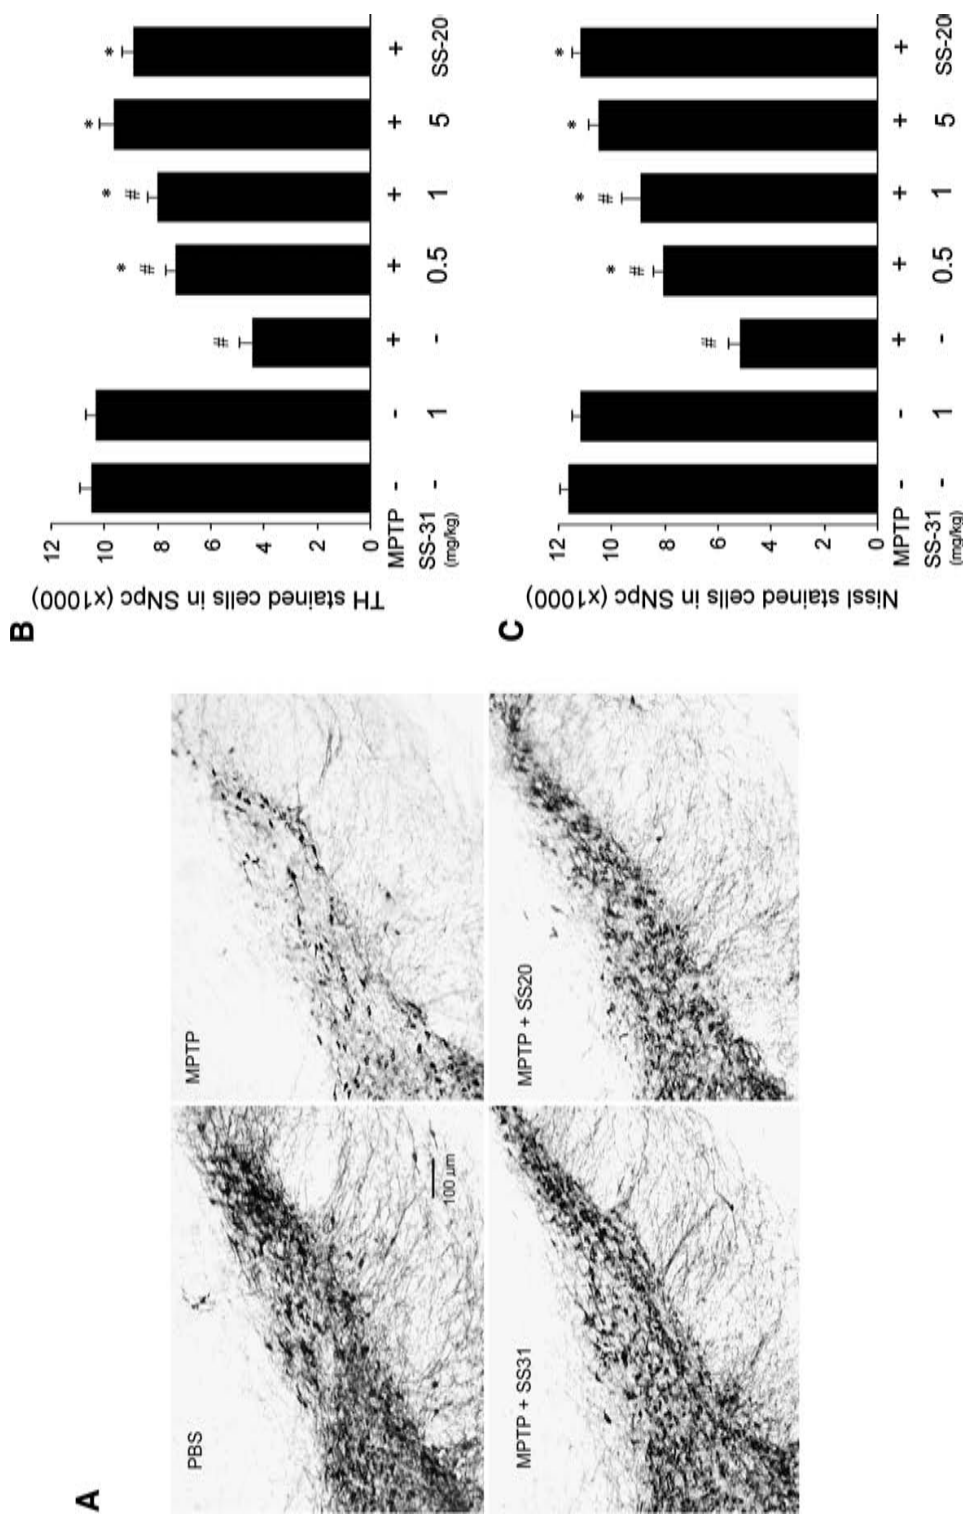 A
PBS
MPTP
100 µm
MPTP + SS31
MPTP + SS20
B
TH stained cells in SNpc (x1000)
12
10
8
6
4
2
0
#
*
#
*
#
*
*
MPTP - - + + + + +
SS-31 - 1 - 0.5 1 5 SS-20
(mg/kg)
C
Nissl stained cells in SNpc (x1000)
12
10
8
6
4
2
0
#
*
#
*
#
*
*
MPTP - - + + + + +
SS-31 - 1 - 0.5 1 5 SS-20
(mg/kg)